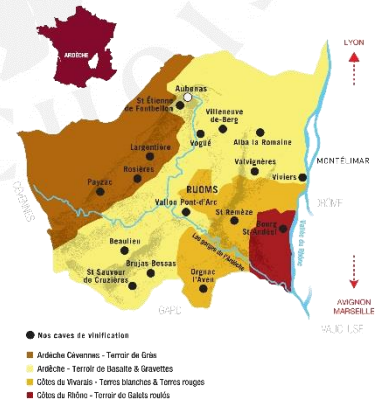 ARDÈCHE
LYON
Aubenas
St Étienne
de Fontbellon
Villeneuve
de-Berg
Vogüé
Alba la Romaine
Largentière
Valvignères
Rosières
Viviers
MONTÉLIMAR
Payzac
RUOMS
CÉVENNES
DRÔME
Vallon Pont-d'Arc
St Remèze
Bourg
St Andéol
Vallée du Rhône
Beaulieu
Les gorges de l'Ardèche
Brujas-Bessas
St Sauveur
de Cruzières
Orgnac
l'Aven
AVIGNON
MARSEILLE
GARD
VAUCLUSE
Nos caves de vinification
Ardèche Cévennes - Terroir de Grès
Ardèche - Terroir de Basalte & Gravettes
Côtes du Vivarais - Terres blanches & Terres rouges
Côtes du Rhône - Terroir de Galets roulés